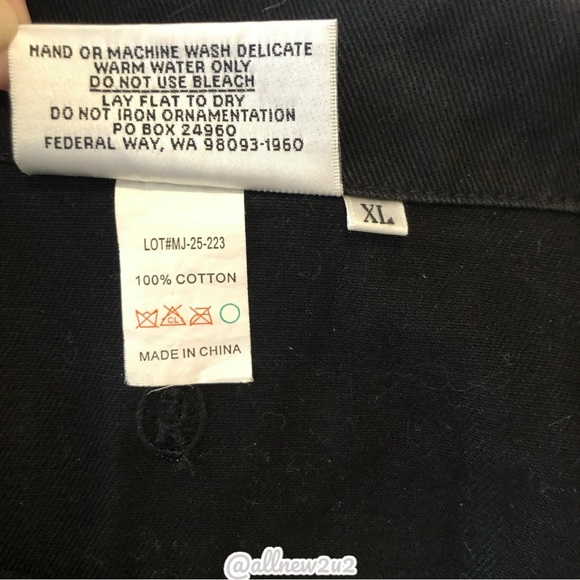 HAND OR MACHINE WASH DELICATE
WARM WATER ONLY
DO NOT USE BLEACH
LAY FLAT TO DRY
DO NOT IRON ORNAMENTATION
PO BOX 24960
FEDERAL WAY, WA 98093-1960
XL
LOT#MJ-25-223
100% COTTON
CL
MADE IN CHINA
@allnew2u2